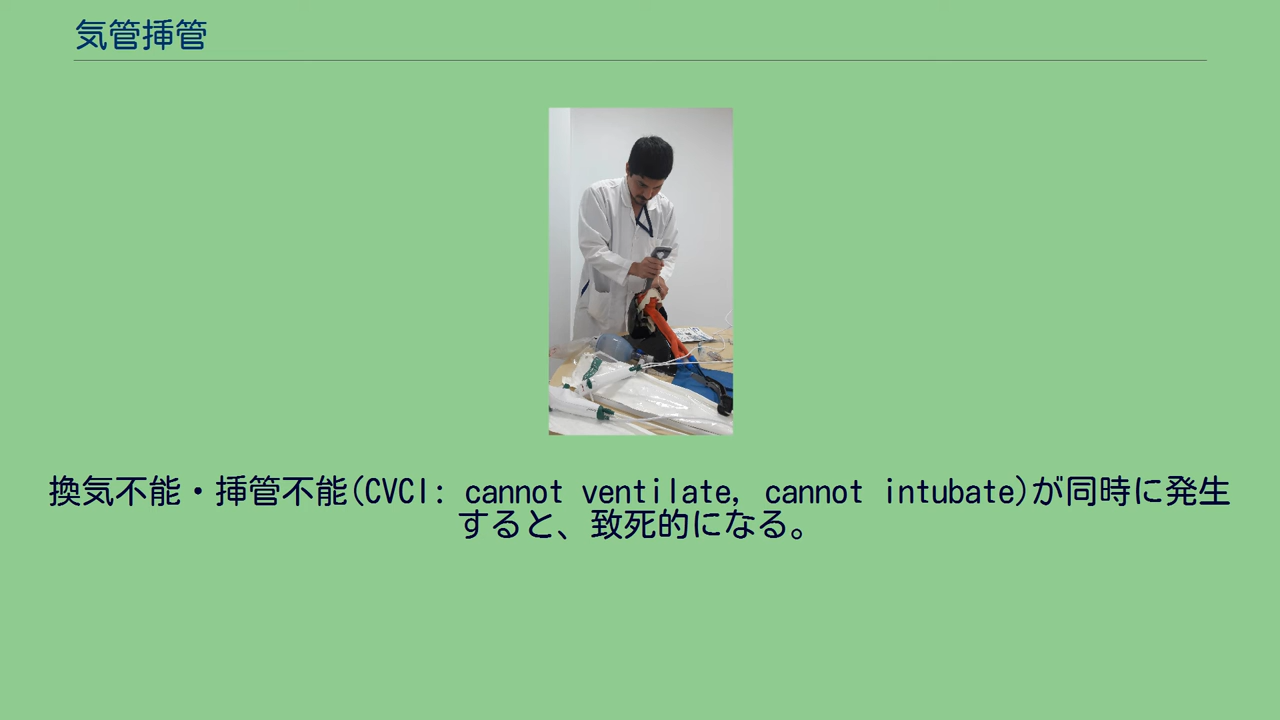 気管挿管
換気不能・挿管不能(CVCI: cannot ventilate, cannot intubate)が同時に発生
すると、致死的になる。